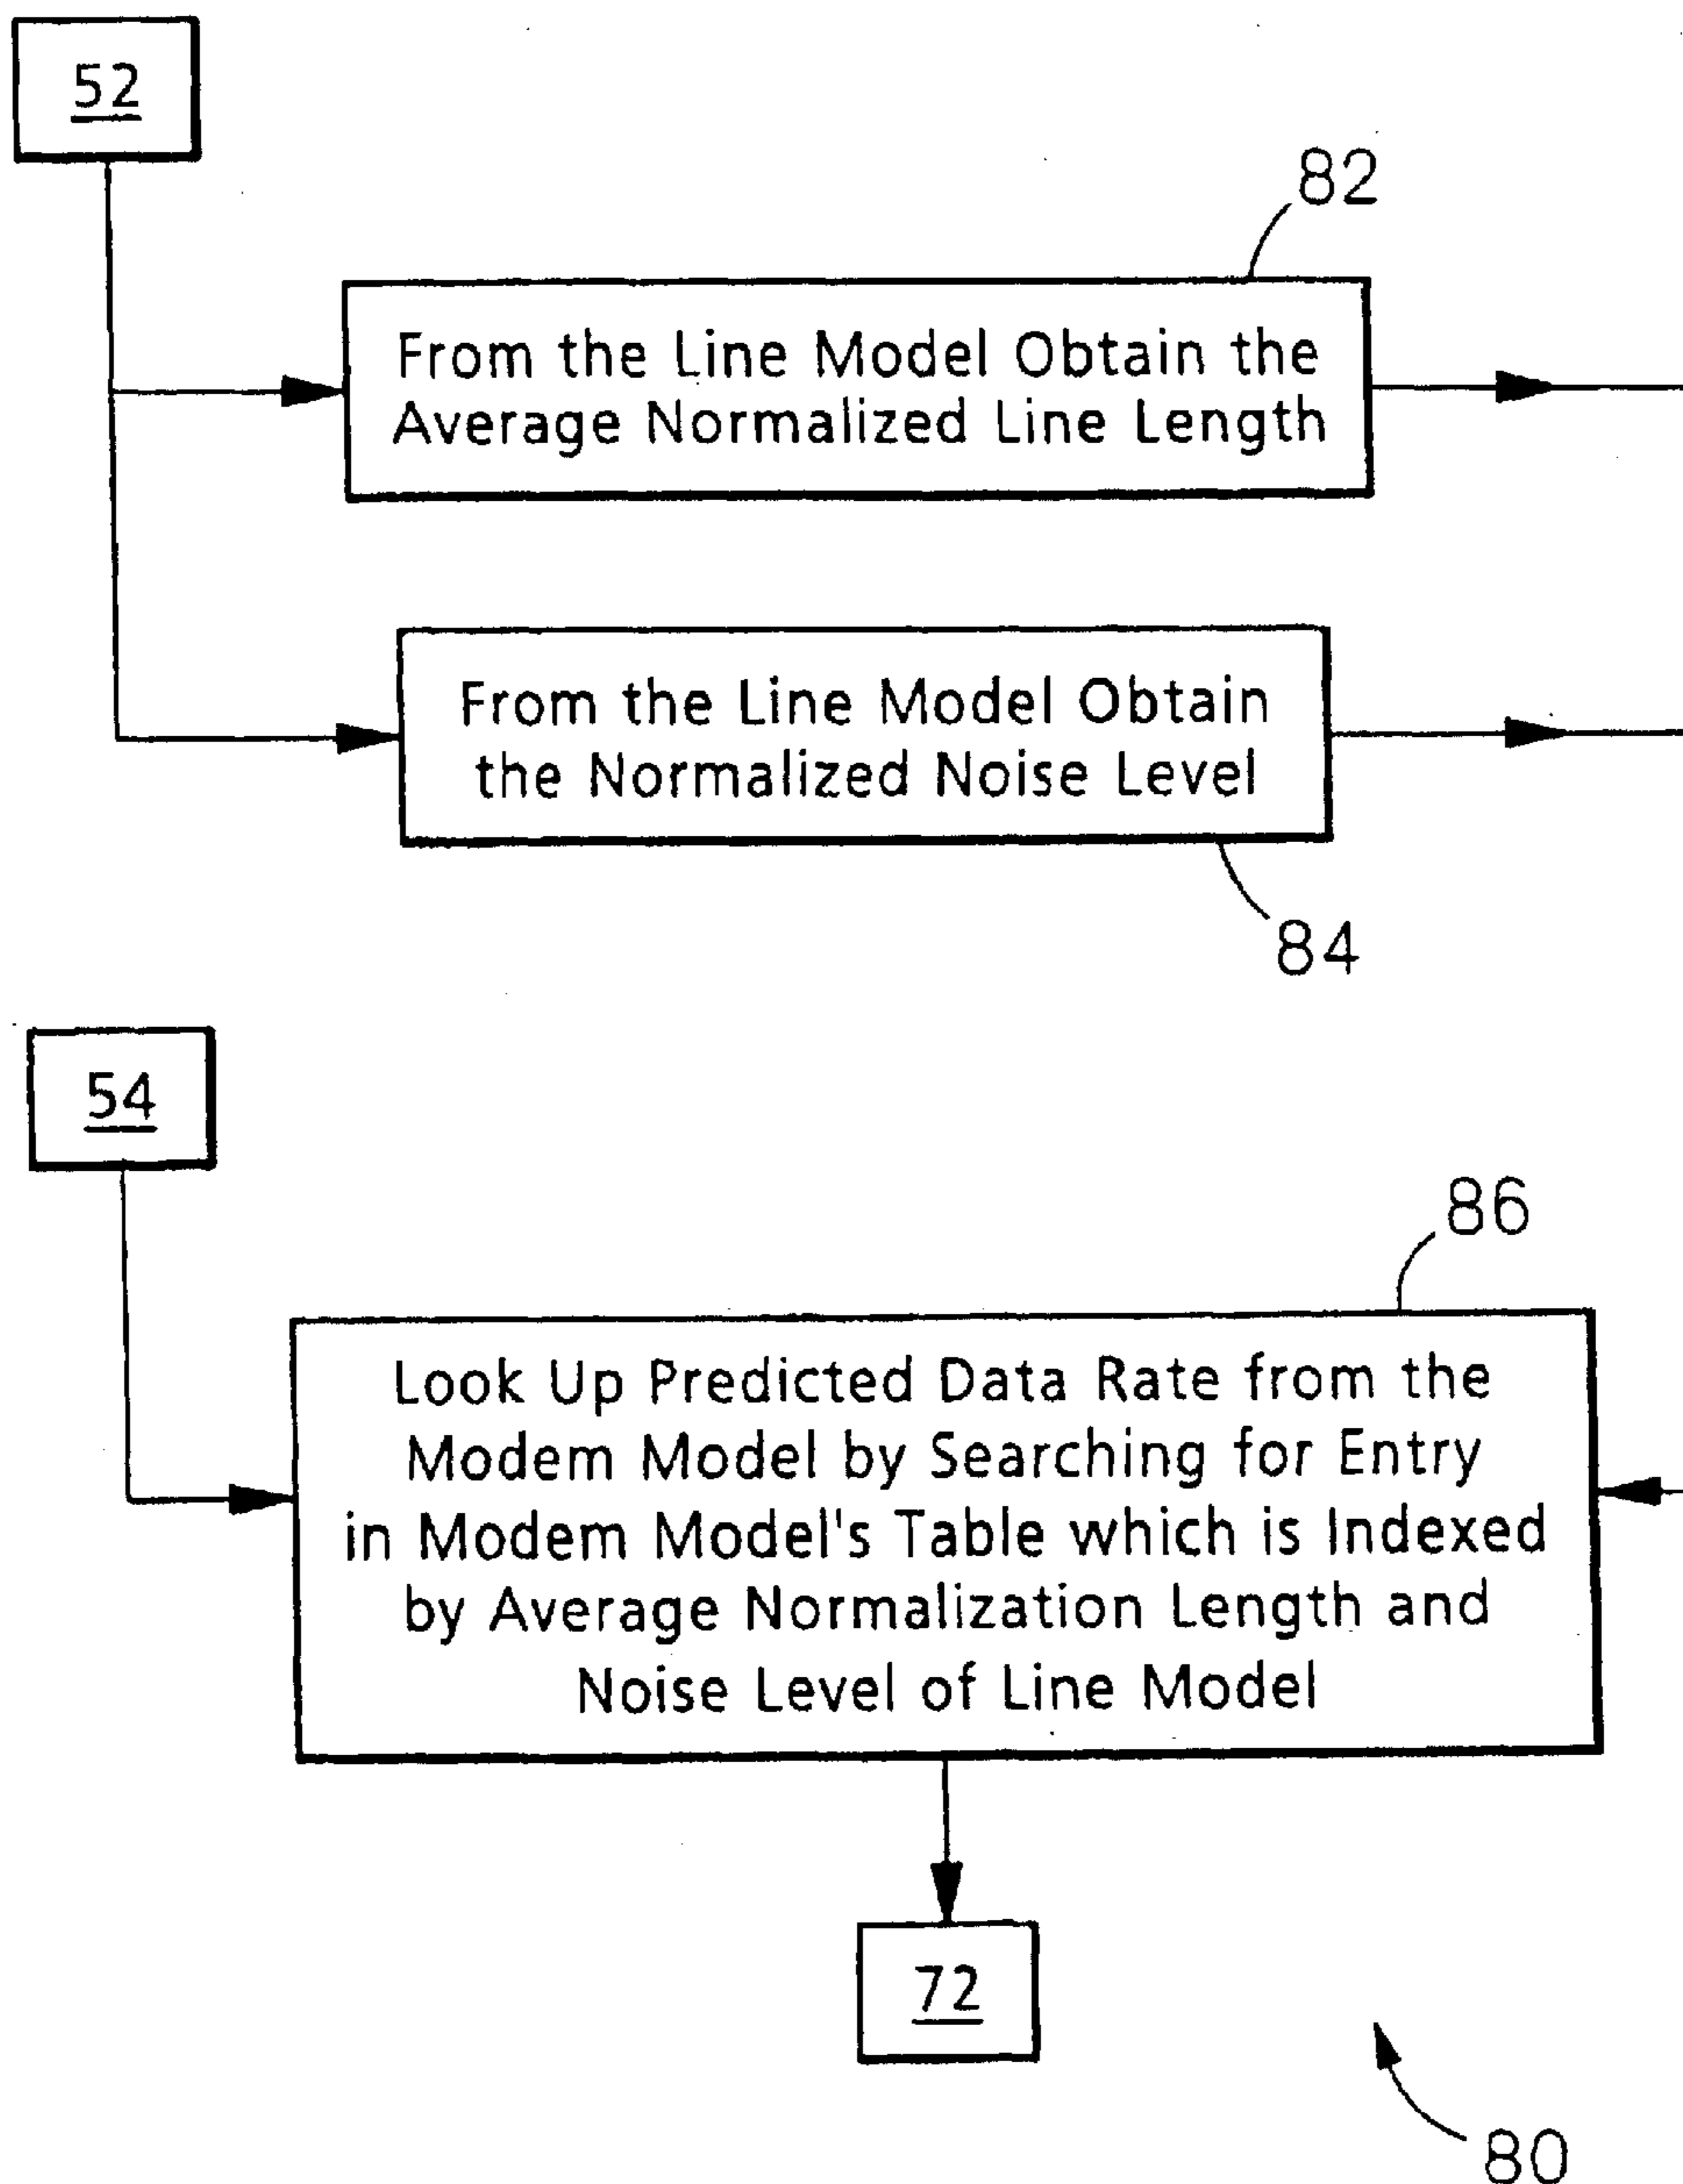 52
82
From the Line Model Obtain the
Average Normalized Line Length
From the Line Model Obtain
the Normalized Noise Level
84
54
86
Look Up Predicted Data Rate from the
Modem Model by Searching for Entry
in Modem Model's Table which is Indexed
by Average Normalization Length and
Noise Level of Line Model
72
80